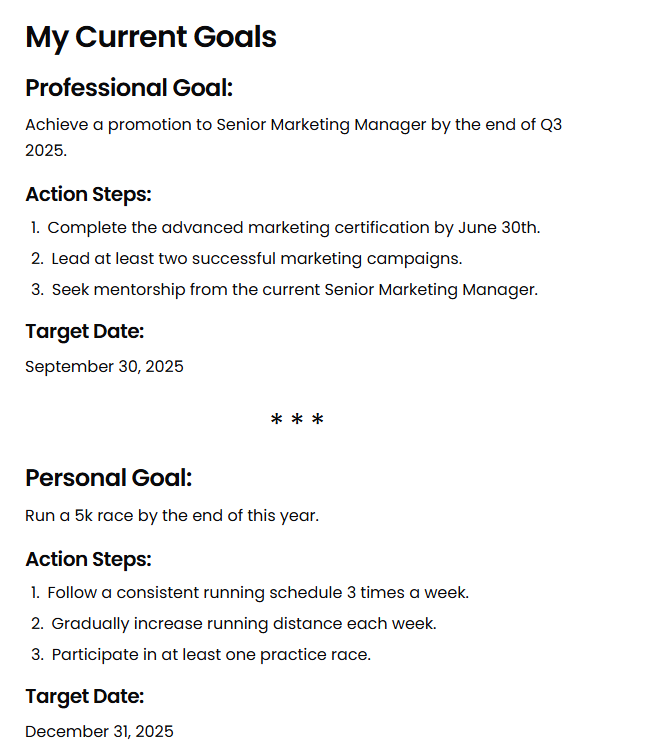 My Current Goals
Professional Goal:
Achieve a promotion to Senior Marketing Manager by the end of Q3
2025.
Action Steps:
1. Complete the advanced marketing certification by June 30th.
2. Lead at least two successful marketing campaigns.
3. Seek mentorship from the current Senior Marketing Manager.
Target Date:
September 30, 2025
* * *
Personal Goal:
Run a 5k race by the end of this year.
Action Steps:
1. Follow a consistent running schedule 3 times a week.
2. Gradually increase running distance each week.
3. Participate in at least one practice race.
Target Date:
December 31, 2025